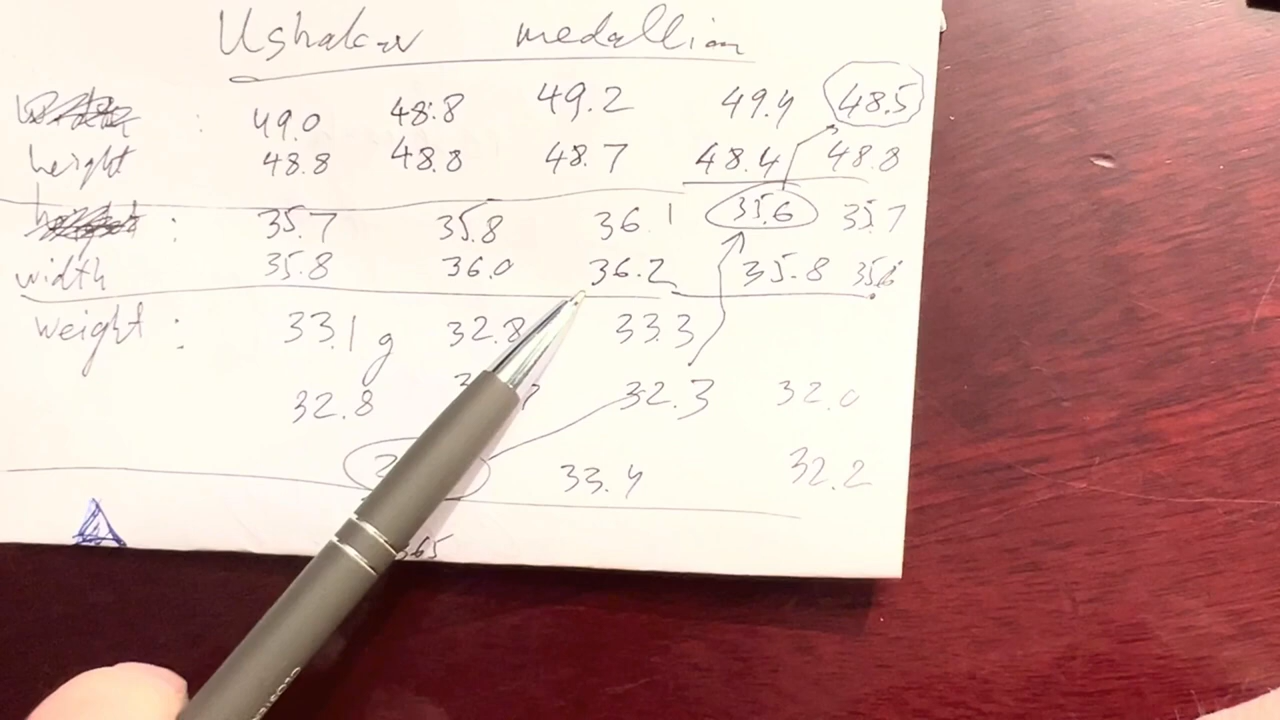 Ushakov medallion
: 49.0 48.8 49.2 49.4 48.5
height 48.8 48.8 48.7 48.4 48.8
: 35.7 35.8 36.1 35.6 35.7
width 35.8 36.0 36.2 35.8
weight : 33.1 g 32.8 33.3
32.8 32.3 32.0
33.4 32.2